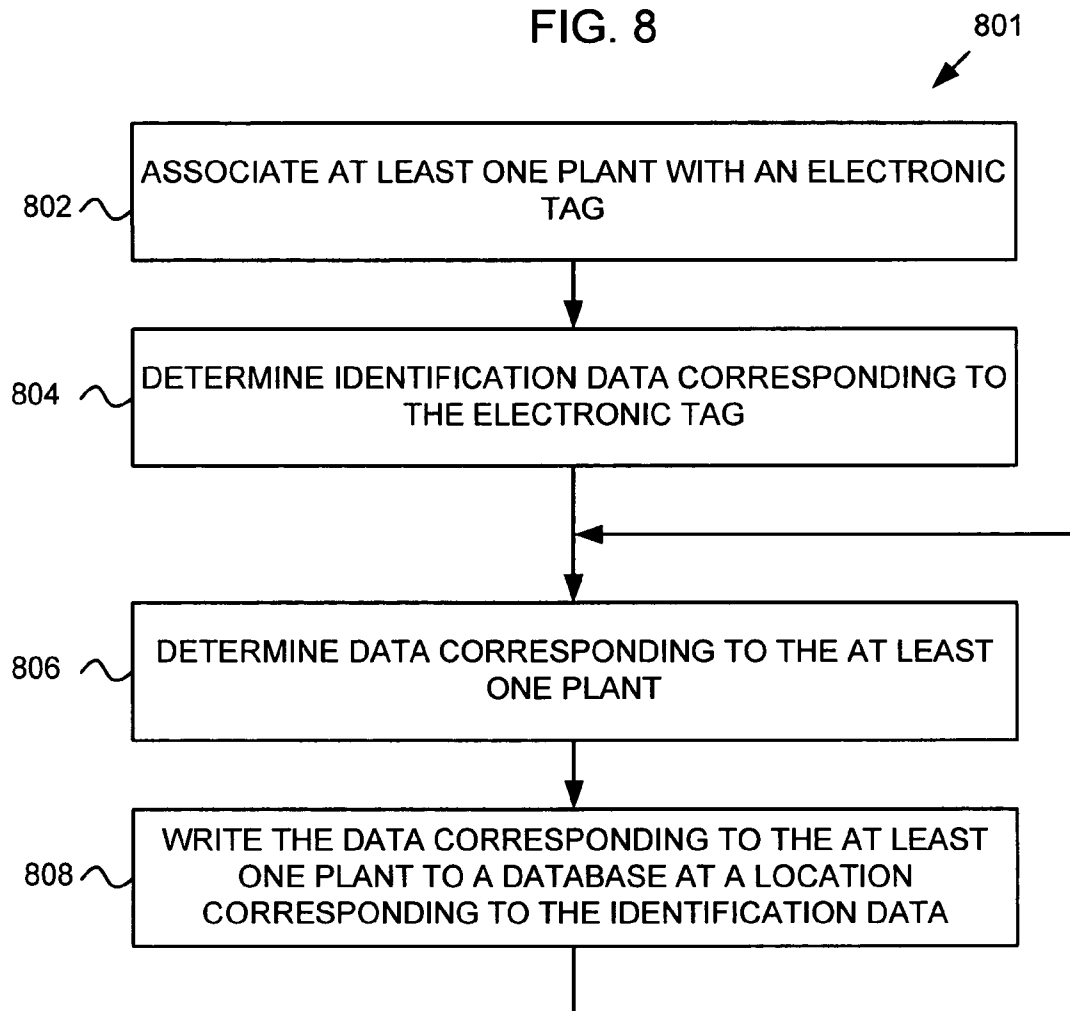 FIG. 8
801
ASSOCIATE AT LEAST ONE PLANT WITH AN ELECTRONIC
TAG
802
DETERMINE IDENTIFICATION DATA CORRESPONDING TO
THE ELECTRONIC TAG
804
DETERMINE DATA CORRESPONDING TO THE AT LEAST
ONE PLANT
806
WRITE THE DATA CORRESPONDING TO THE AT LEAST
ONE PLANT TO A DATABASE AT A LOCATION
CORRESPONDING TO THE IDENTIFICATION DATA
808